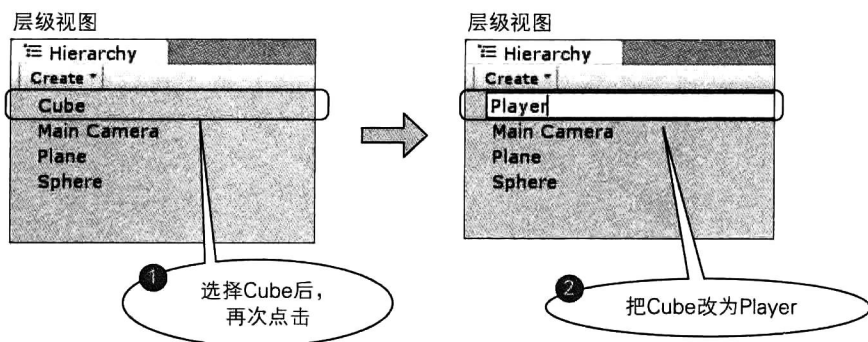 层级视图
Hierarchy
Create
Cube
Main Camera
Plane
Sphere
1 选择Cube后，
再次点击
层级视图
Hierarchy
Create
Player
Main Camera
Plane
Sphere
2 把Cube改为Player